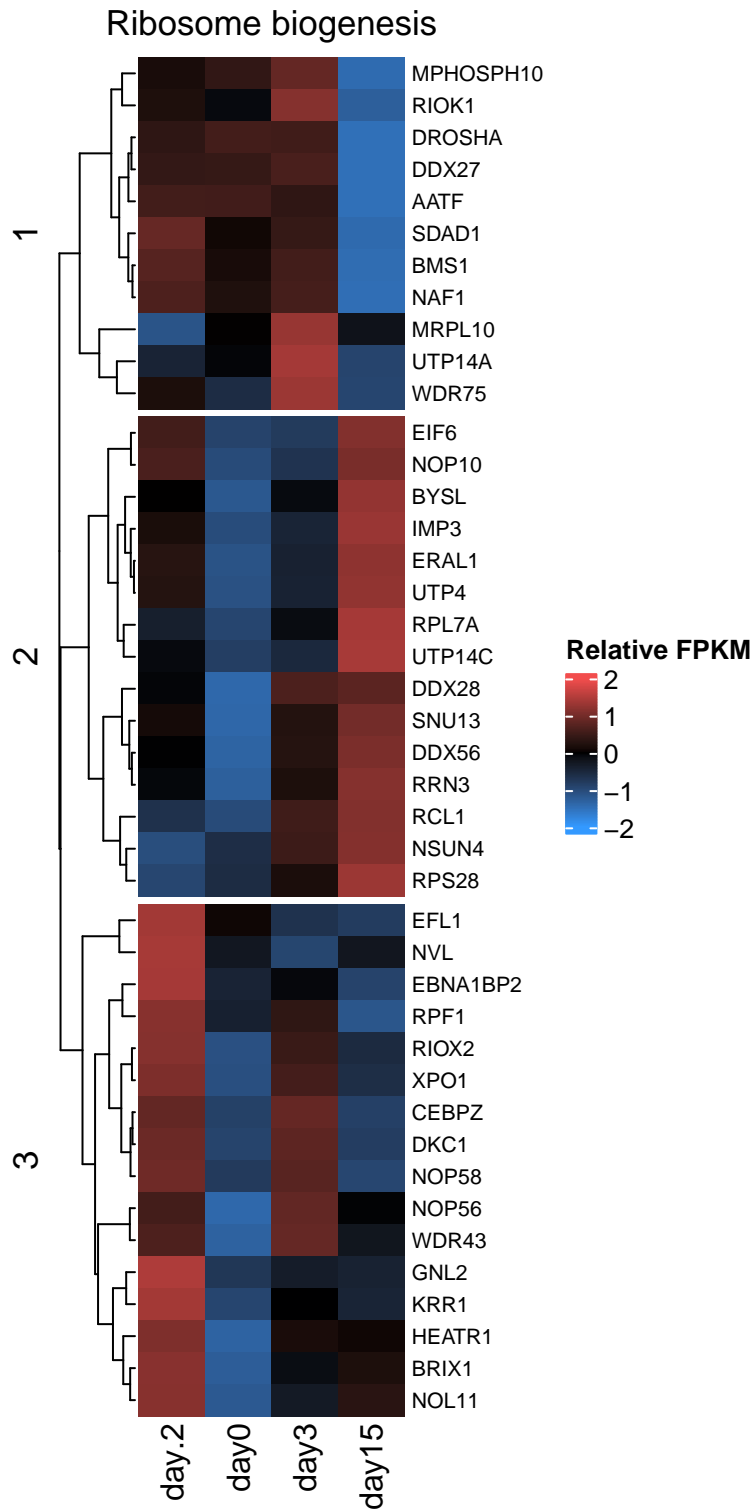 Ribosome biogenesis
1
MPHOSPH10
RIOK1
DROSHA
DDX27
AATF
SDAD1
BMS1
NAF1
MRPL10
UTP14A
WDR75
2
EIF6
NOP10
BYSL
IMP3
ERAL1
UTP4
RPL7A
UTP14C
DDX28
SNU13
DDX56
RRN3
RCL1
NSUN4
RPS28
3
EFL1
NVL
EBNA1BP2
RPF1
RIOX2
XPO1
CEBPZ
DKC1
NOP58
NOP56
WDR43
GNL2
KRR1
HEATR1
BRIX1
NOL11
day.2
day0
day3
day15
Relative FPKM
2
1
0
−1
−2